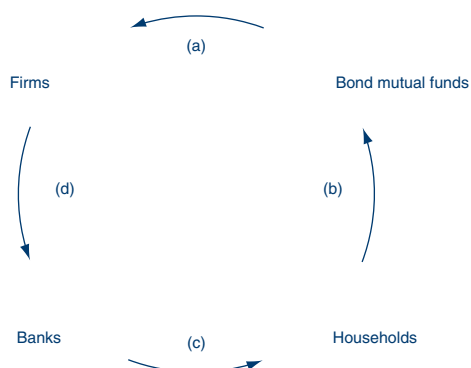 (a)
Firms
Bond mutual funds
(d)
(b)
Banks
(c)
Households